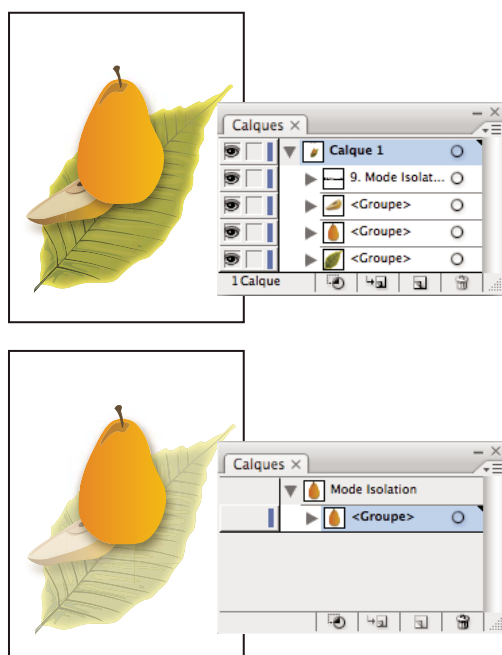 Calques ×
Calque 1
9. Mode Isolat...
<Groupe>
<Groupe>
<Groupe>
1 Calque
Calques ×
Mode Isolation
<Groupe>